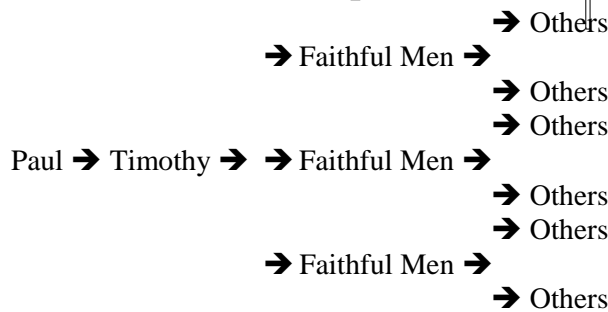 ➔ Others
➔ Faithful Men ➔
➔ Others
➔ Others
Paul ➔ Timothy ➔ ➔ Faithful Men ➔
➔ Others
➔ Others
➔ Faithful Men ➔
➔ Others